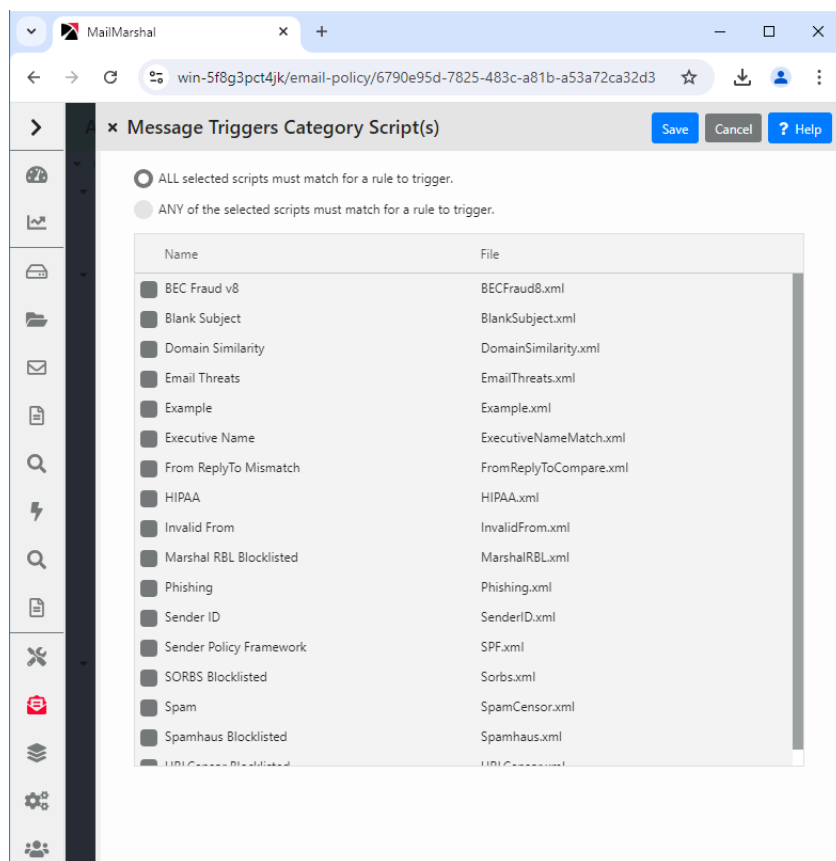 MailMarshal
win-5f8g3pct4jk/email-policy/6790e95d-7825-483c-a81b-a53a72ca32d3
Message Triggers Category Script(s)
Save
Cancel
? Help
ALL selected scripts must match for a rule to trigger.
ANY of the selected scripts must match for a rule to trigger.
Name File
BEC Fraud v8 BECFraud8.xml
Blank Subject BlankSubject.xml
Domain Similarity DomainSimilarity.xml
Email Threats EmailThreats.xml
Example Example.xml
Executive Name ExecutiveNameMatch.xml
From ReplyTo Mismatch FromReplyToCompare.xml
HIPAA HIPAA.xml
Invalid From InvalidFrom.xml
Marshal RBL Blocklisted MarshalRBL.xml
Phishing Phishing.xml
Sender ID SenderID.xml
Sender Policy Framework SPF.xml
SORBS Blocklisted Sorbs.xml
Spam SpamCensor.xml
Spamhaus Blocklisted Spamhaus.xml